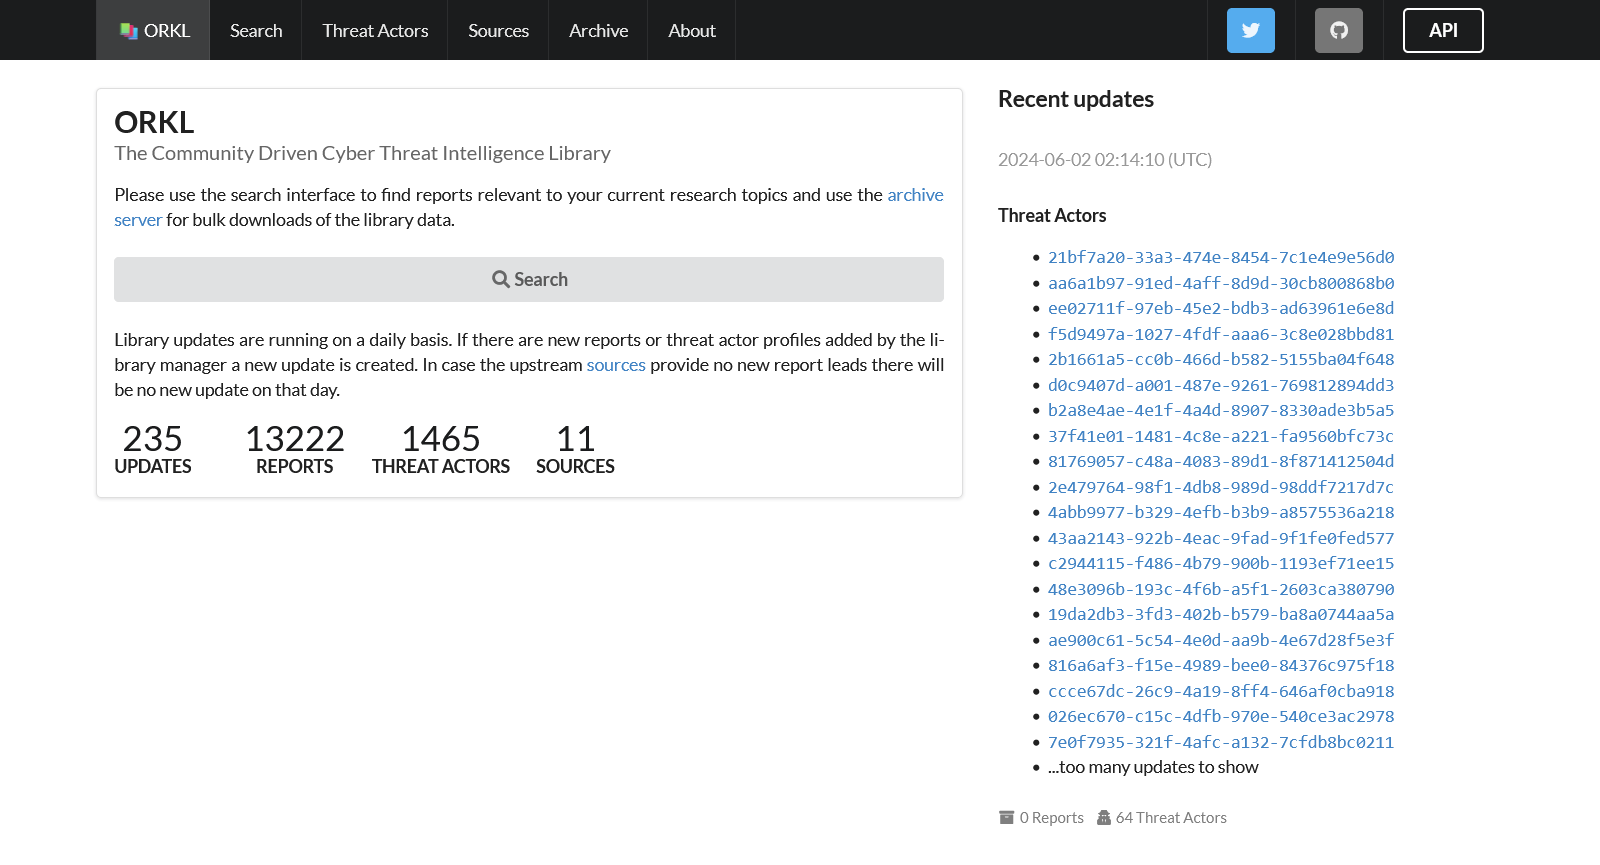 ORKL Search Threat Actors Sources Archive About API
ORKL
The Community Driven Cyber Threat Intelligence Library
Please use the search interface to find reports relevant to your current research topics and use the archive
server for bulk downloads of the library data.
Search
Library updates are running on a daily basis. If there are new reports or threat actor profiles added by the li-
brary manager a new update is created. In case the upstream sources provide no new report leads there will
be no new update on that day.
235 13222 1465 11
UPDATES REPORTS THREAT ACTORS SOURCES
Recent updates
2024-06-02 02:14:10 (UTC)
Threat Actors
• 21bf7a20-33a3-474e-8454-7c1e4e9e56d0
• aa6a1b97-91ed-4aff-8d9d-30cb800868b0
• ee02711f-97eb-45e2-bdb3-ad63961e6e8d
• f5d9497a-1027-4fdf-aaa6-3c8e028bbd81
• 2b1661a5-cc0b-466d-b582-5155ba04f648
• d0c9407d-a001-487e-9261-769812894dd3
• b2a8e4ae-4e1f-4a4d-8907-8330ade3b5a5
• 37f41e01-1481-4c8e-a221-fa9560bfc73c
• 81769057-c48a-4083-89d1-8f871412504d
• 2e479764-98f1-4db8-989d-98ddf7217d7c
• 4abb9977-b329-4efb-b3b9-a8575536a218
• 43aa2143-922b-4eac-9fad-9f1fe0fed577
• c2944115-f486-4b79-900b-1193ef71ee15
• 48e3096b-193c-4f6b-a5f1-2603ca380790
• 19da2db3-3fd3-402b-b579-ba8a0744aa5a
• ae900c61-5c54-4e0d-aa9b-4e67d28f5e3f
• 816a6af3-f15e-4989-bee0-84376c975f18
• ccce67dc-26c9-4a19-8ff4-646af0cba918
• 026ec670-c15c-4dfb-970e-540ce3ac2978
• 7e0f7935-321f-4afc-a132-7cfdb8bc0211
• ...too many updates to show
0 Reports 64 Threat Actors